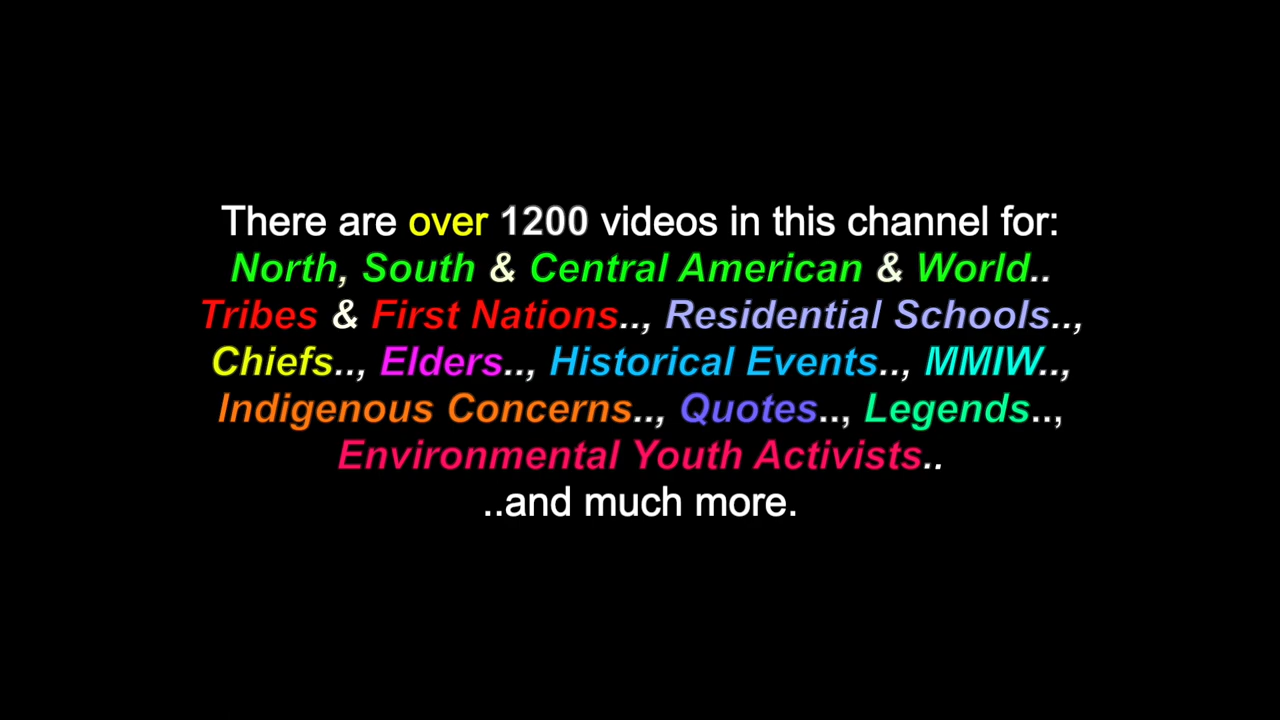 There are over 1200 videos in this channel for:
North, South & Central American & World..
Tribes & First Nations.., Residential Schools..,
Chiefs.., Elders.., Historical Events.., MMIW..,
Indigenous Concerns.., Quotes.., Legends..,
Environmental Youth Activists..
..and much more.